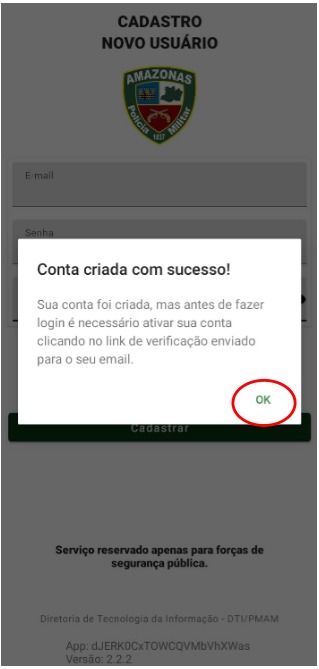 CADASTRO
NOVO USUÁRIO
AMAZONAS
Polícia 1837 Militar
E-mail
Senha
Conta criada com sucesso!
Sua conta foi criada, mas antes de fazer
login é necessário ativar sua conta
clicando no link de verificação enviado
para o seu email.
OK
Cadastrar
Serviço reservado apenas para forças de
segurança pública.
Diretoria de Tecnologia da Informação - DTI/PMAM
App: dJERK0CxTOWCQVMbVhXWas
Versão: 2.2.2